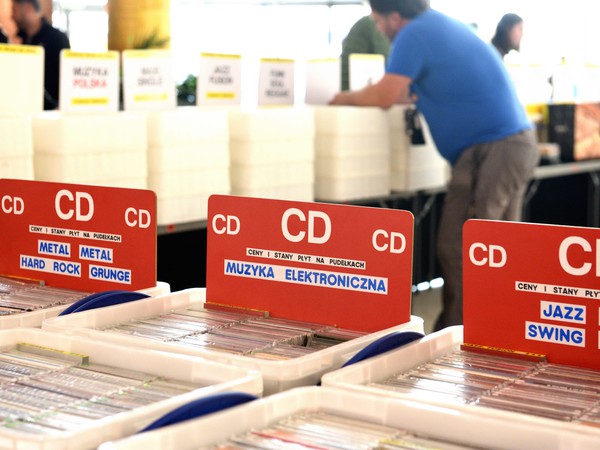 MUZYKA
POLSKA
JAZZ
FUSION
CD CD CD
CENY I STANY PŁYT NA PUDEŁKACH
METAL METAL
HARD ROCK GRUNGE
CD CD CD
CENY I STANY PŁYT NA PUDEŁKACH
MUZYKA ELEKTRONICZNA
CD C
CENY I STANY PŁYT
JAZZ
SWING